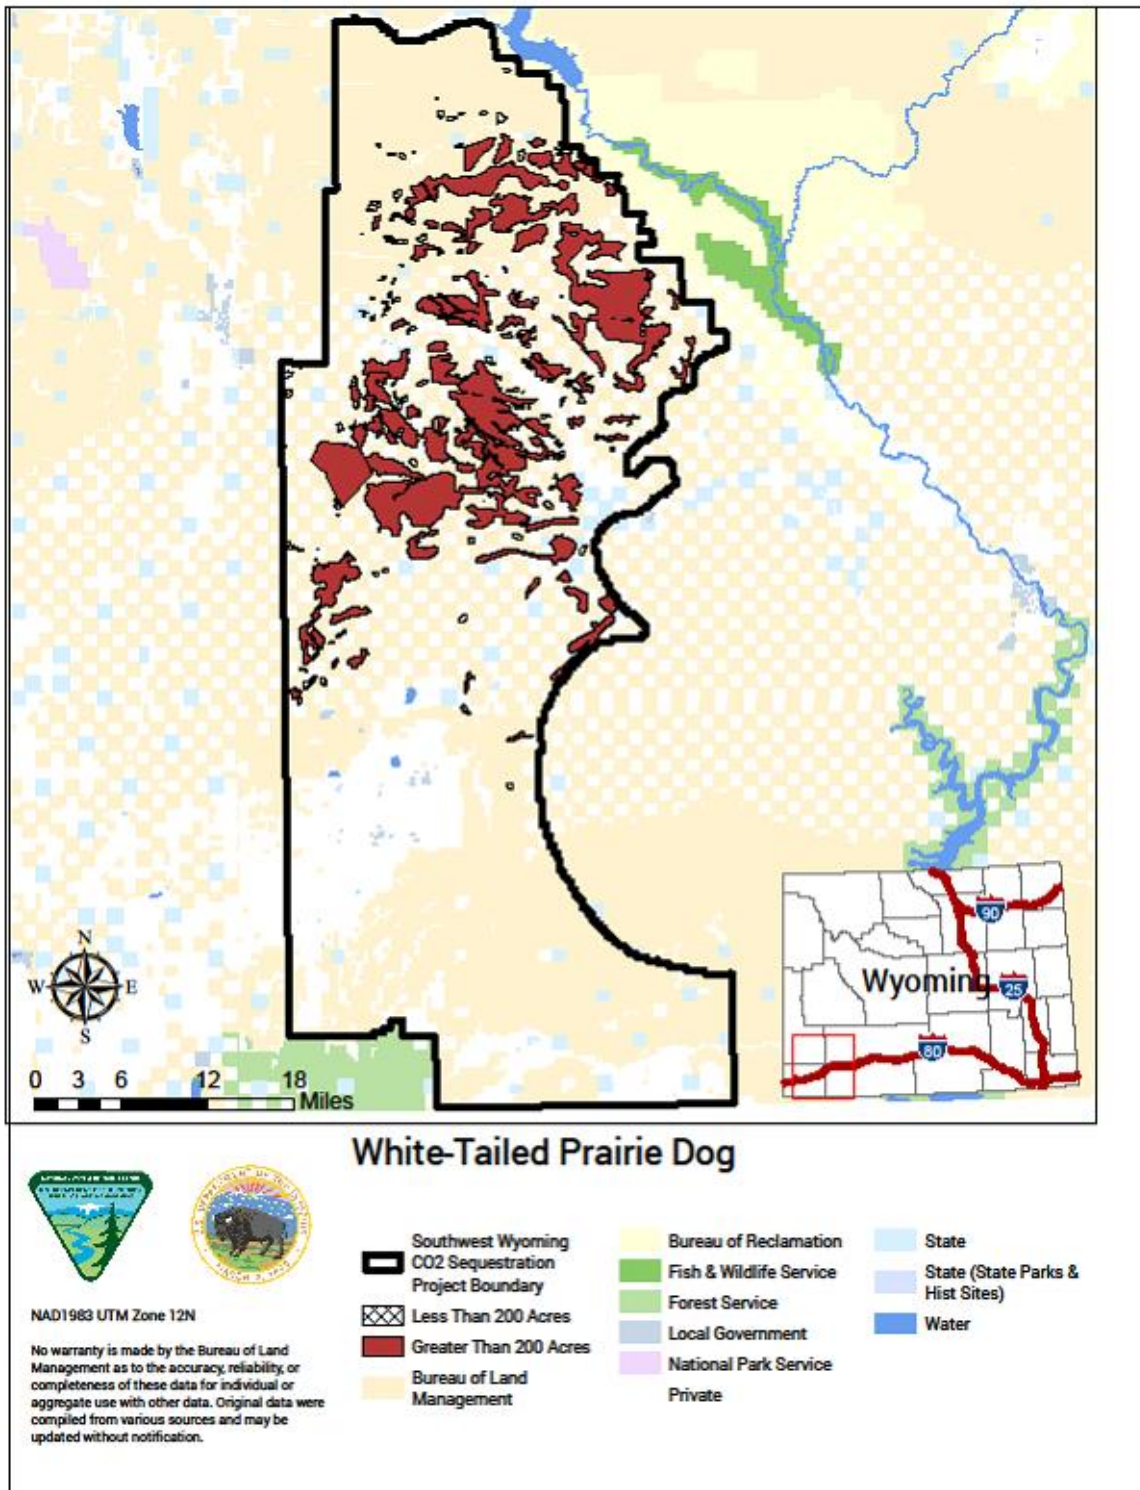 N
W
E
S
0 3 6 12 18
Miles
90
Wyoming
25
80
White-Tailed Prairie Dog
NAD1983 UTM Zone 12N
No warranty is made by the Bureau of Land
Management as to the accuracy, reliability, or
completeness of these data for individual or
aggregate use with other data. Original data were
compiled from various sources and may be
updated without notification.
Southwest Wyoming
CO2 Sequestration
Project Boundary
Less Than 200 Acres
Greater Than 200 Acres
Bureau of Land
Management
Bureau of Reclamation
Fish & Wildlife Service
Forest Service
Local Government
National Park Service
Private
State
State (State Parks &
Hist Sites)
Water